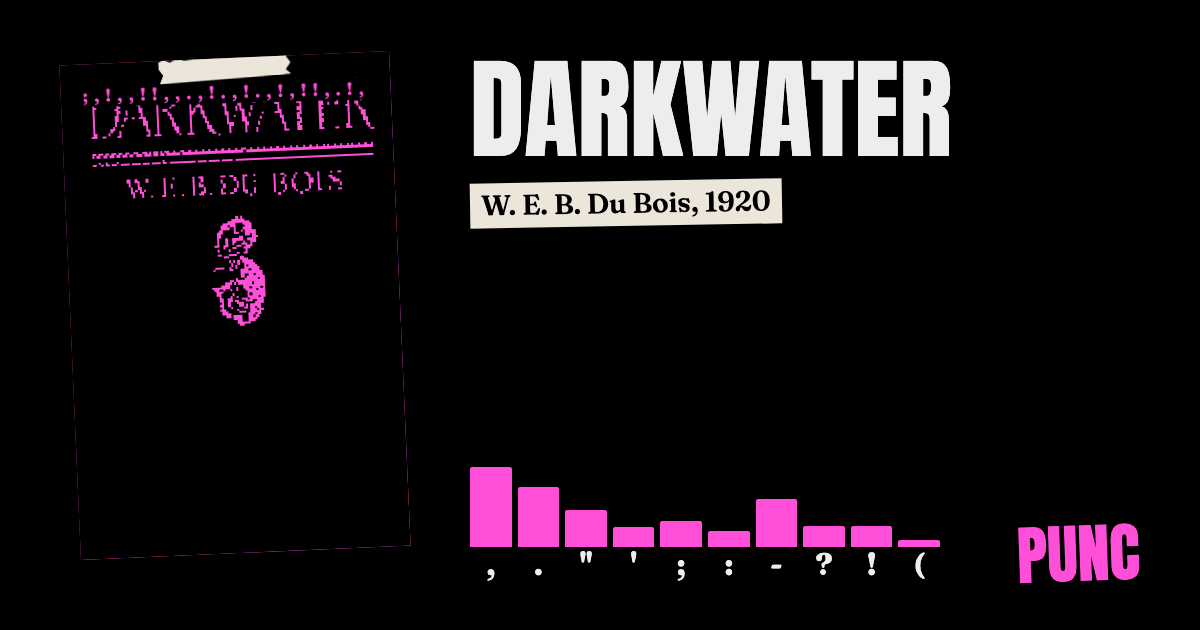 DARKWATER
W. E. B. DU BOIS
DARKWATER
W. E. B. Du Bois, 1920
, . " ' ; : - ? ! (
PUNC